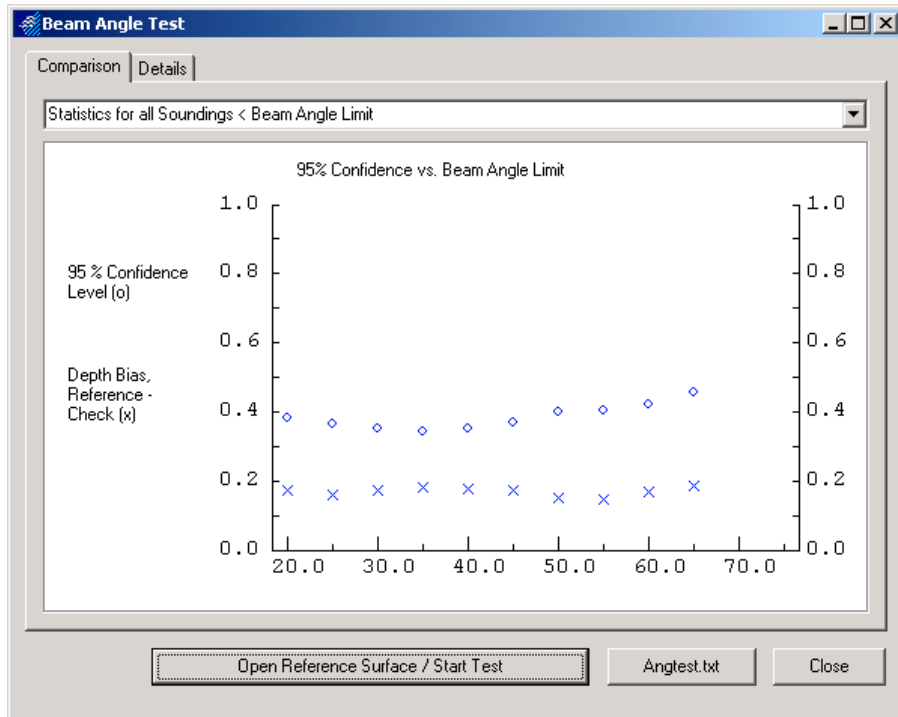 Beam Angle Test
Comparison
Details
Statistics for all Soundings < Beam Angle Limit
95% Confidence vs. Beam Angle Limit
95 % Confidence
Level (o)
Depth Bias,
Reference -
Check (x)
1.0
0.8
0.6
0.4
0.2
0.0
1.0
0.8
0.6
0.4
0.2
0.0
20.0 30.0 40.0 50.0 60.0 70.0
Open Reference Surface / Start Test
Angtest.txt
Close